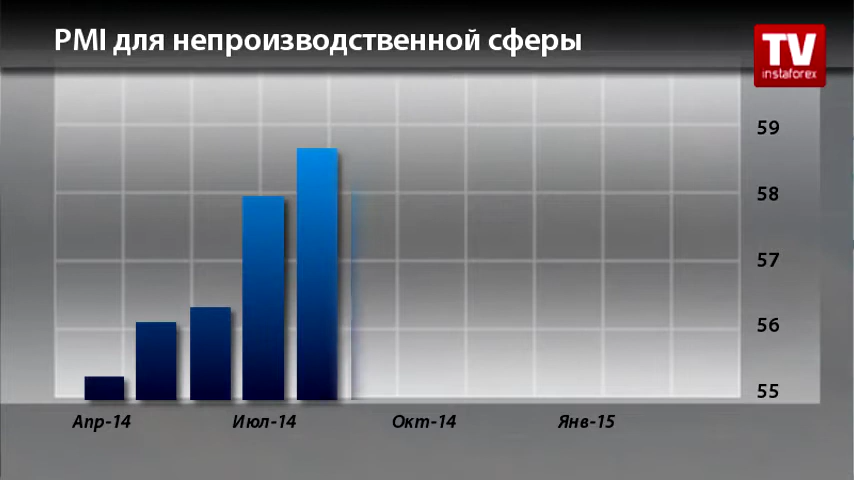 PMI для непроизводственной сферы
TV
instaforex
59
58
57
56
55
Апр-14
Июл-14
Окт-14
Янв-15